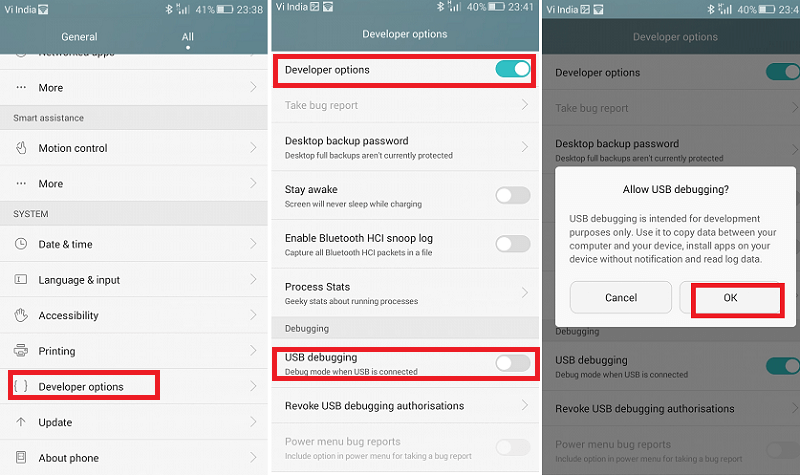 Vi India 41% 23:38
General All
Networked apps
More
Smart assistance
Motion control
More
SYSTEM
Date & time
Language & input
Accessibility
Printing
Developer options
Update
About phone
Vi India 40% 23:41
Developer options
Developer options
Take bug report
Desktop backup password
Desktop full backups aren't currently protected
Stay awake
Screen will never sleep while charging
Enable Bluetooth HCI snoop log
Capture all Bluetooth HCI packets in a file
Process Stats
Geeky stats about running processes
Debugging
USB debugging
Debug mode when USB is connected
Revoke USB debugging authorisations
Power menu bug reports
Include option in power menu for taking a bug report
Vi India 40% 23:4
Developer options
Developer options
Take bug report
Desktop backup password
Desktop full backups aren't currently protected
Allow USB debugging?
USB debugging is intended for development
purposes only. Use it to copy data between your
computer and your device, install apps on your
device without notification and read log data.
Cancel OK
Debugging
USB debugging
Debug mode when USB is connected
Revoke USB debugging authorisations
Power menu bug reports
Include option in power menu for taking a bug report